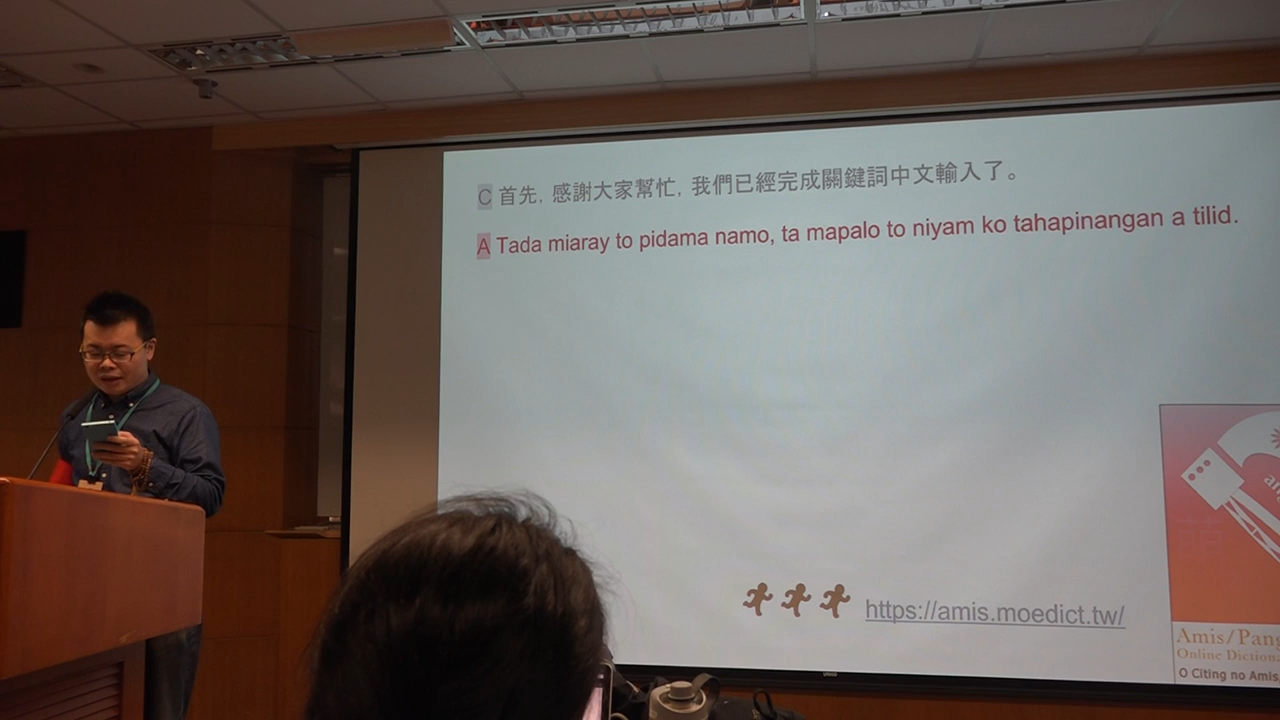 C 首先, 感謝大家幫忙, 我們已經完成關鍵詞中文輸入了。
A Tada miaray to pidama namo, ta mapalo to niyam ko tahapinangan a tilid.
https://amis.moedict.tw/
Amis/Pang
Online Dictiona
O Citing no Amis